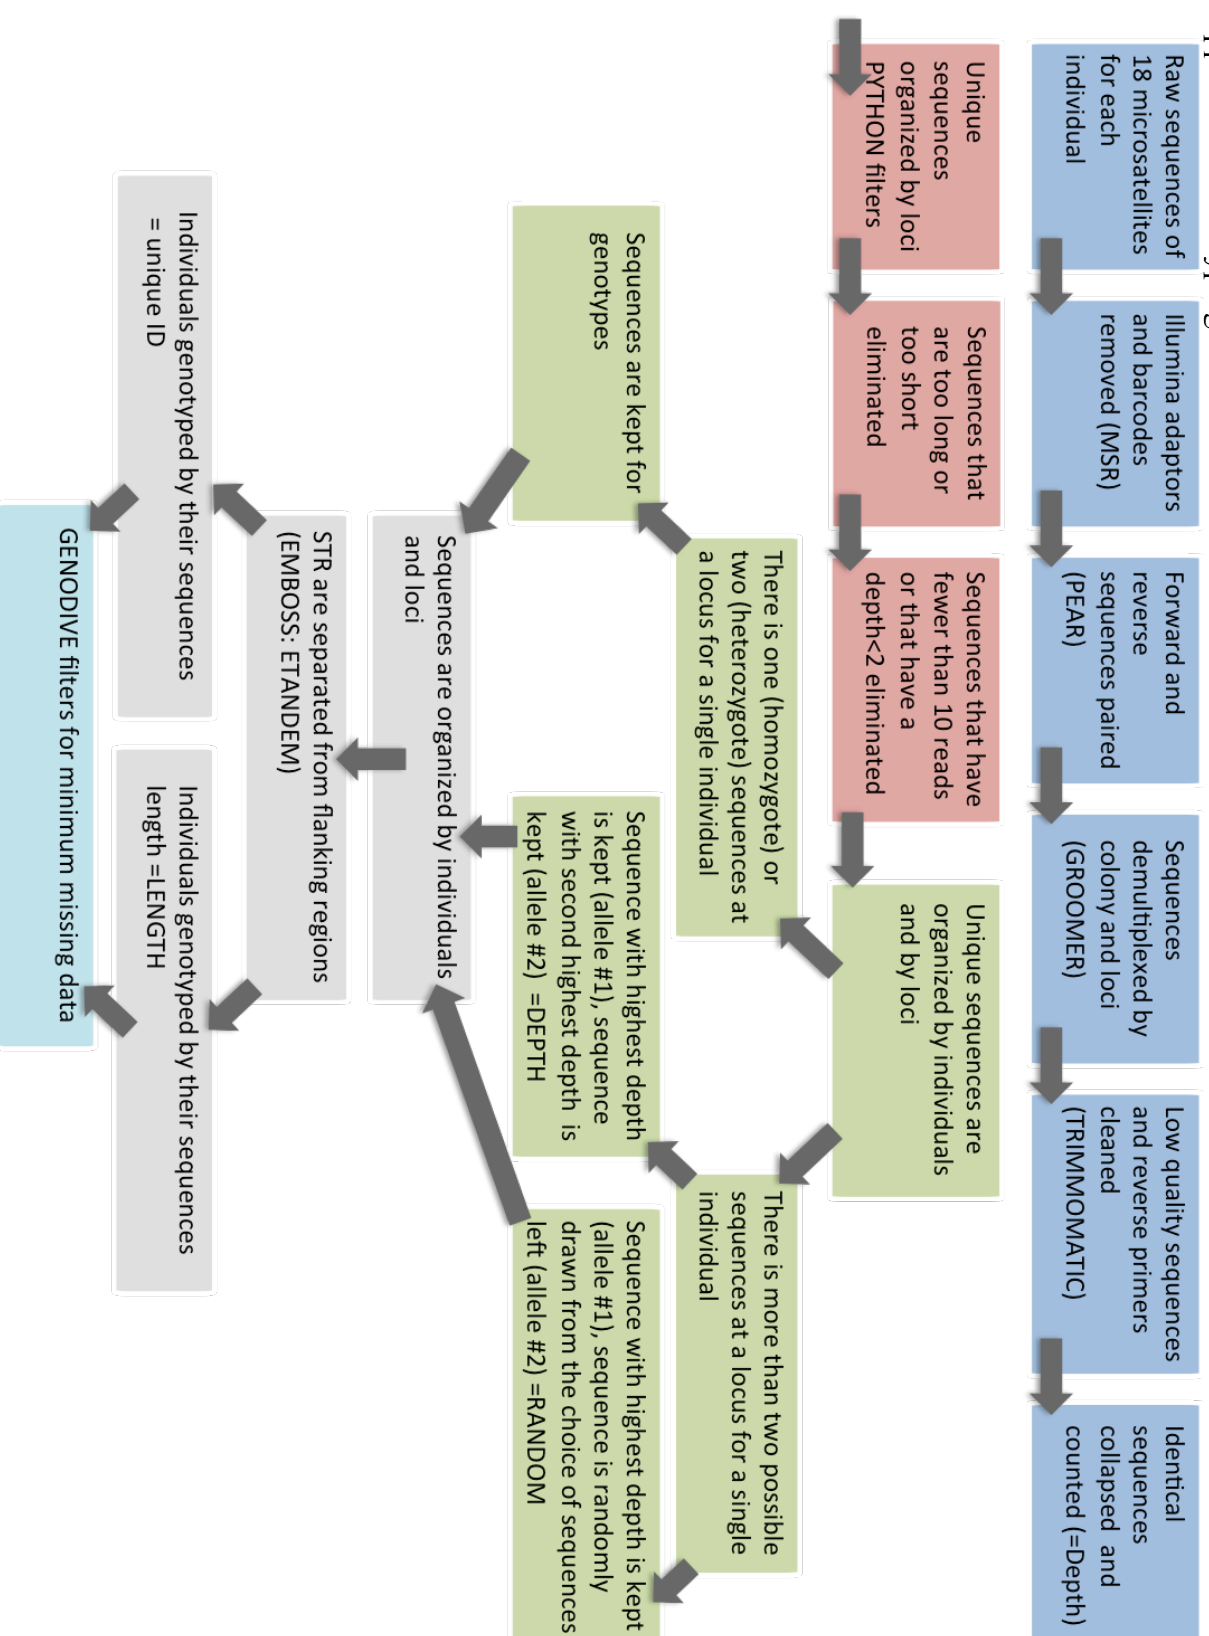 Raw sequences of
18 microsatellites
for each
individual
Illumina adaptors
and barcodes
removed (MSR)
Forward and
reverse
sequences paired
(PEAR)
Sequences
demultiplexed by
colony and loci
(GROOMER)
Low quality sequences
and reverse primers
cleaned
(TRIMMOMATIC)
Identical
sequences
collapsed and
counted (=Depth)
Unique
sequences
organized by loci
PYTHON filters
Sequences that
are too long or
too short
eliminated
Sequences that have
fewer than 10 reads
or that have a
depth<2 eliminated
Unique sequences are
organized by individuals
and by loci
There is one (homozygote) or
two (heterozygote) sequences at
a locus for a single individual
There is more than two possible
sequences at a locus for a single
individual
Sequences are kept for
genotypes
Sequence with highest depth
is kept (allele #1), sequence
with second highest depth is
kept (allele #2) =DEPTH
Sequence with highest depth is kept
(allele #1), sequence is randomly
drawn from the choice of sequences
left (allele #2) =RANDOM
Sequences are organized by individuals
and loci
STR are separated from flanking regions
(EMBOSS: ETANDEM)
Individuals genotyped by their sequences
= unique ID
Individuals genotyped by their sequences
length =LENGTH
GENODIVE filters for minimum missing data